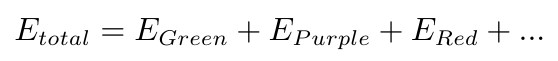 E_{total} = E_{Green} + E_{Purple} + E_{Red} + ...